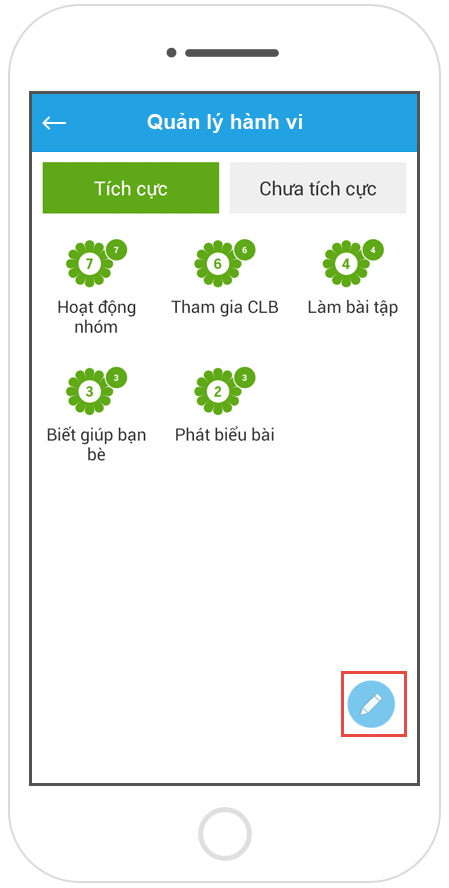 Quản lý hành vi
Tích cực
Chưa tích cực
7 7
6 6
4 4
Hoạt động
nhóm
Tham gia CLB
Làm bài tập
3 3
2 3
Biết giúp bạn
bè
Phát biểu bài